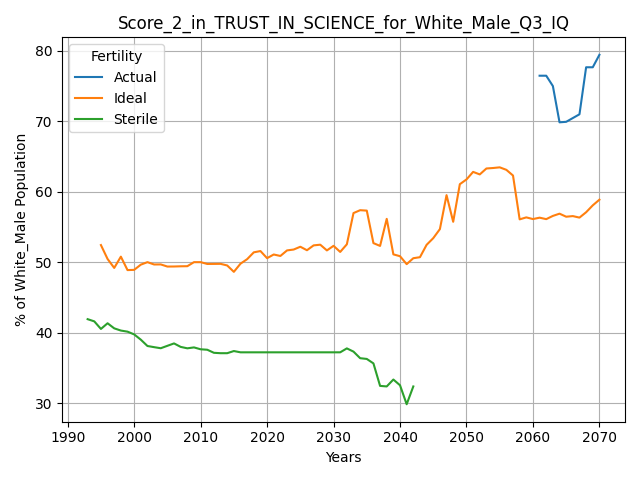 Score_2_in_TRUST_IN_SCIENCE_for_White_Male_Q3_IQ
Fertility
Actual
Ideal
Sterile
% of White_Male Population
80
70
60
50
40
30
1990
2000
2010
2020
2030
2040
2050
2060
2070
Years